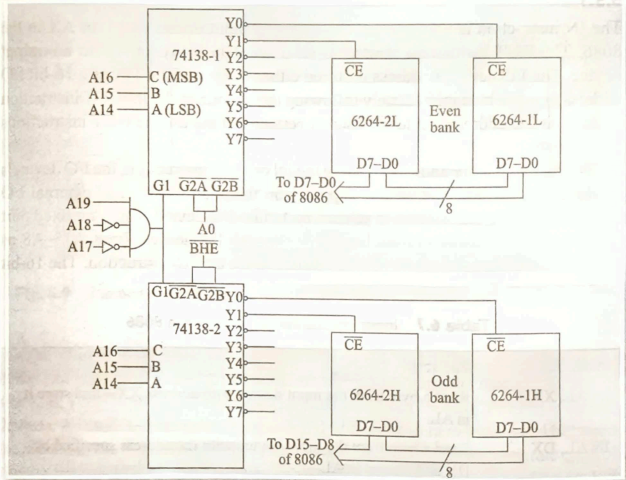 Y0
Y1
74138-1 Y2
A16 C (MSB) Y3
A15 B Y4
A14 A (LSB) Y5
Y6
Y7
G1 G2A G2B
CE
6264-2L
D7–D0
Even
bank
CE
6264-1L
D7–D0
To D7–D0
of 8086
8
A19
A18
A17
A0
BHE
G1 G2A G2B Y0
Y1
74138-2 Y2
A16 C Y3
A15 B Y4
A14 A Y5
Y6
Y7
CE
6264-2H
D7–D0
Odd
bank
CE
6264-1H
D7–D0
To D15–D8
of 8086
8